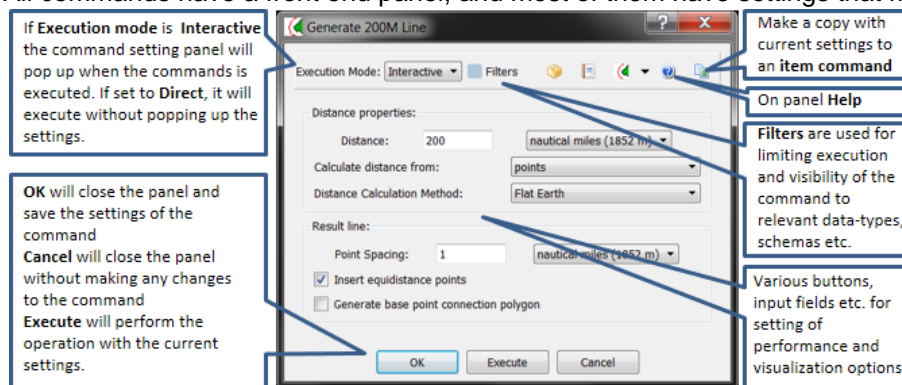 If Execution mode is Interactive
the command setting panel will
pop up when the commands is
executed. If set to Direct, it will
execute without popping up the
settings.
OK will close the panel and
save the settings of the
command
Cancel will close the panel
without making any changes
to the command
Execute will perform the
operation with the current
settings.
Generate 200M Line
Execution Mode: Interactive Filters
Distance properties:
Distance: 200 nautical miles (1852 m)
Calculate distance from: points
Distance Calculation Method: Flat Earth
Result line:
Point Spacing: 1 nautical miles (1852 m)
Insert equidistance points
Generate base point connection polygon
OK Execute Cancel
Make a copy with
current settings to
an item command
On panel Help
Filters are used for
limiting execution
and visibility of the
command to
relevant data-types,
schemas etc.
Various buttons,
input fields etc. for
setting of
performance and
visualization options